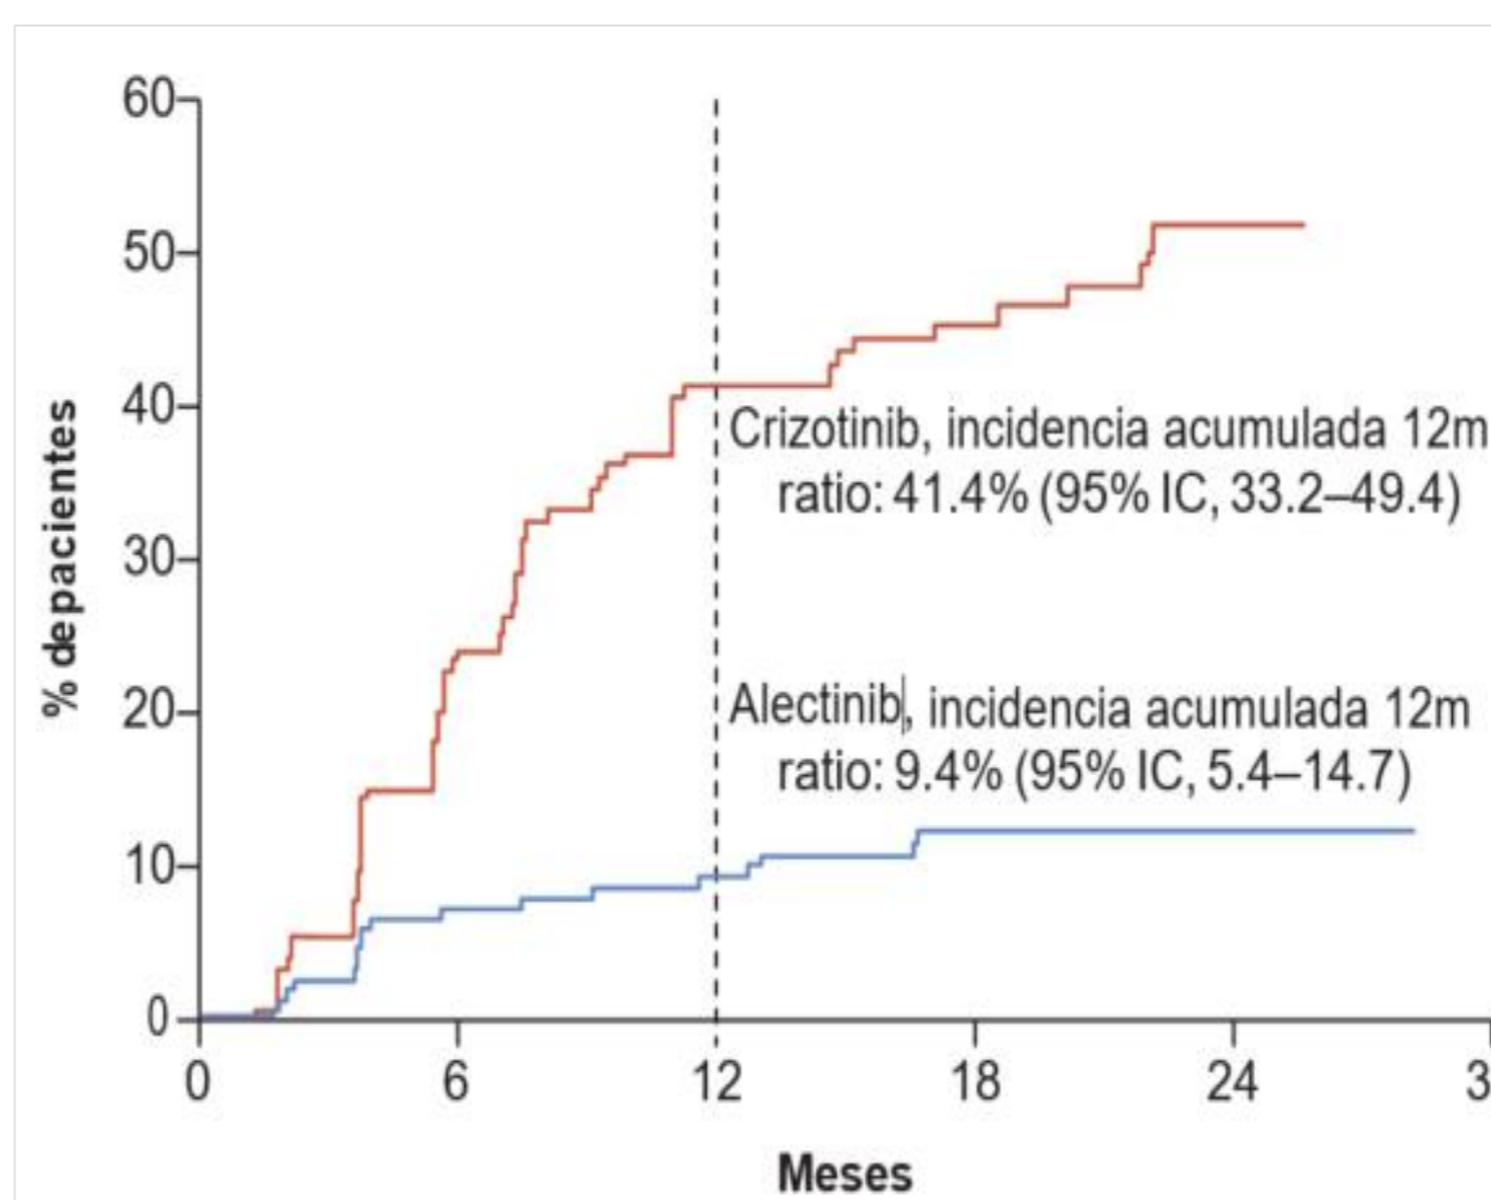 60
50
40
30
20
10
0
% de pacientes
Crizotinib, incidencia acumulada 12m
ratio: 41.4% (95% IC, 33.2–49.4)
Alectinib, incidencia acumulada 12m
ratio: 9.4% (95% IC, 5.4–14.7)
0 6 12 18 24 3
Meses